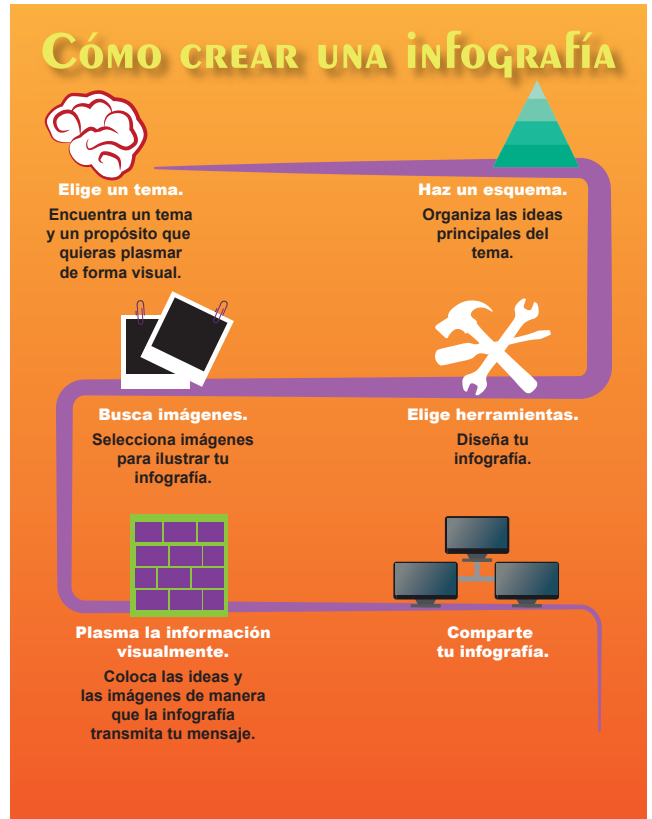 Cómo crear una infografía
Elige un tema.
Encuentra un tema
y un propósito que
quieras plasmar
de forma visual.
Haz un esquema.
Organiza las ideas
principales del
tema.
Busca imágenes.
Selecciona imágenes
para ilustrar tu
infografía.
Elige herramientas.
Diseña tu
infografía.
Plasma la información
visualmente.
Coloca las ideas y
las imágenes de manera
que la infografía
transmita tu mensaje.
Comparte
tu infografía.